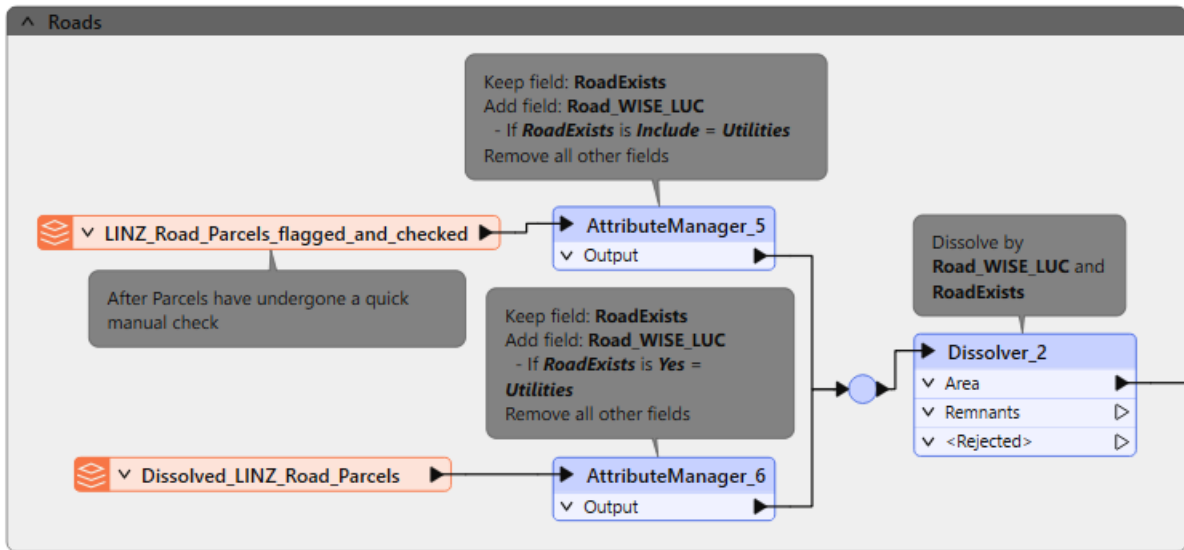 Roads
Keep field: RoadExists
Add field: Road_WISE_LUC
- If RoadExists is Include = Utilities
Remove all other fields
LINZ_Road_Parcels_flagged_and_checked
AttributeManager_5
Output
After Parcels have undergone a quick
manual check
Dissolve by
Road_WISE_LUC and
RoadExists
Keep field: RoadExists
Add field: Road_WISE_LUC
- If RoadExists is Yes =
Utilities
Remove all other fields
Dissolver_2
Area
Remnants
<Rejected>
Dissolved_LINZ_Road_Parcels
AttributeManager_6
Output